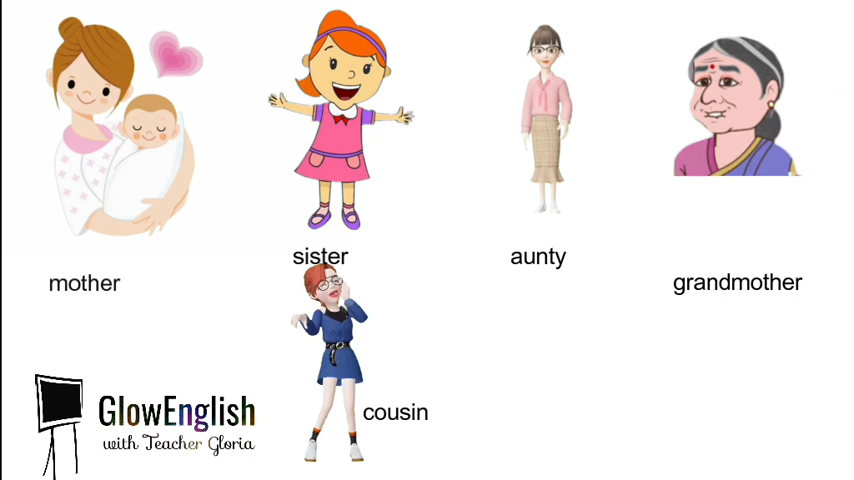 sister
aunty
mother
grandmother
cousin
GlowEnglish
with Teacher Gloria